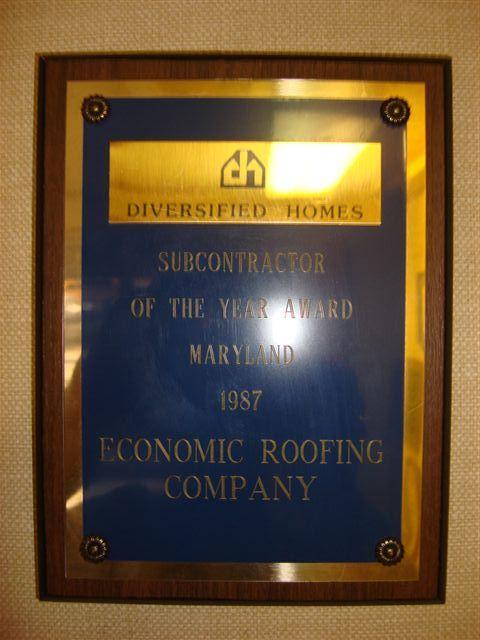 dh
DIVERSIFIED HOMES
SUBCONTRACTOR
OF THE YEAR AWARD
MARYLAND
1987
ECONOMIC ROOFING
COMPANY